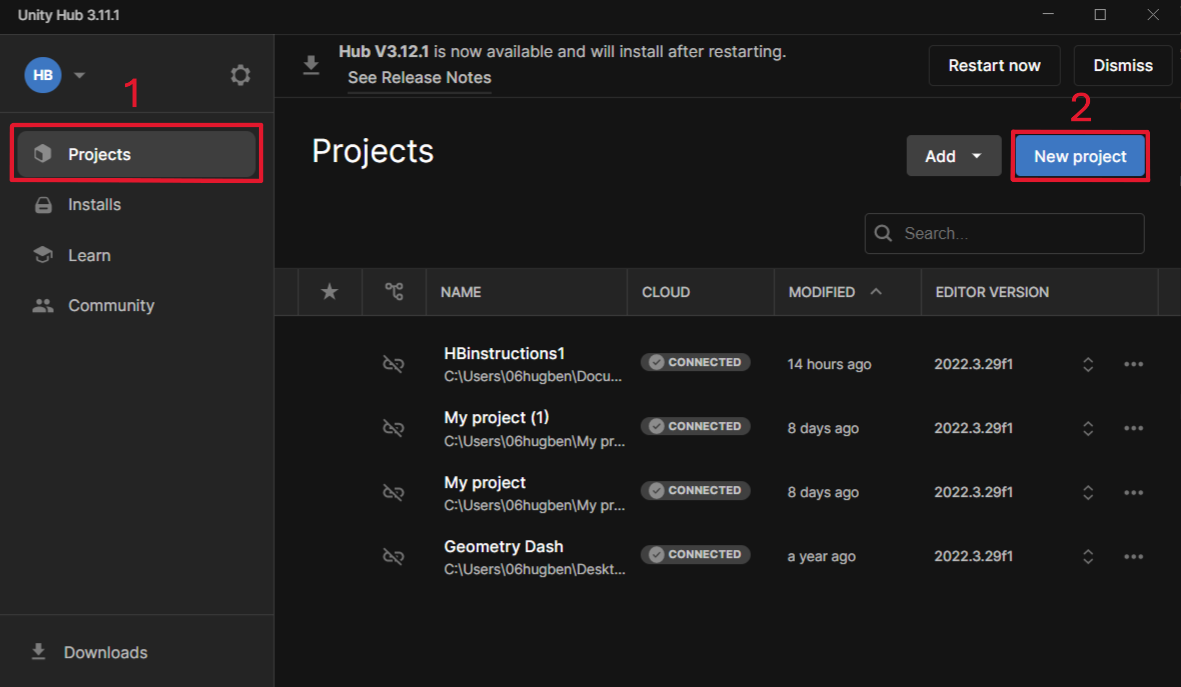 Unity Hub 3.11.1
HB
1
Projects
Installs
Learn
Community
Downloads
Hub V3.12.1 is now available and will install after restarting.
See Release Notes
Restart now
Dismiss
2
Projects
Add
New project
Search...
NAME CLOUD MODIFIED EDITOR VERSION
HBinstructions1 CONNECTED 14 hours ago 2022.3.29f1
C:\Users\06hugben\Docu...
My project (1) CONNECTED 8 days ago 2022.3.29f1
C:\Users\06hugben\My pr...
My project CONNECTED 8 days ago 2022.3.29f1
C:\Users\06hugben\My pr...
Geometry Dash CONNECTED a year ago 2022.3.29f1
C:\Users\06hugben\Deskt...